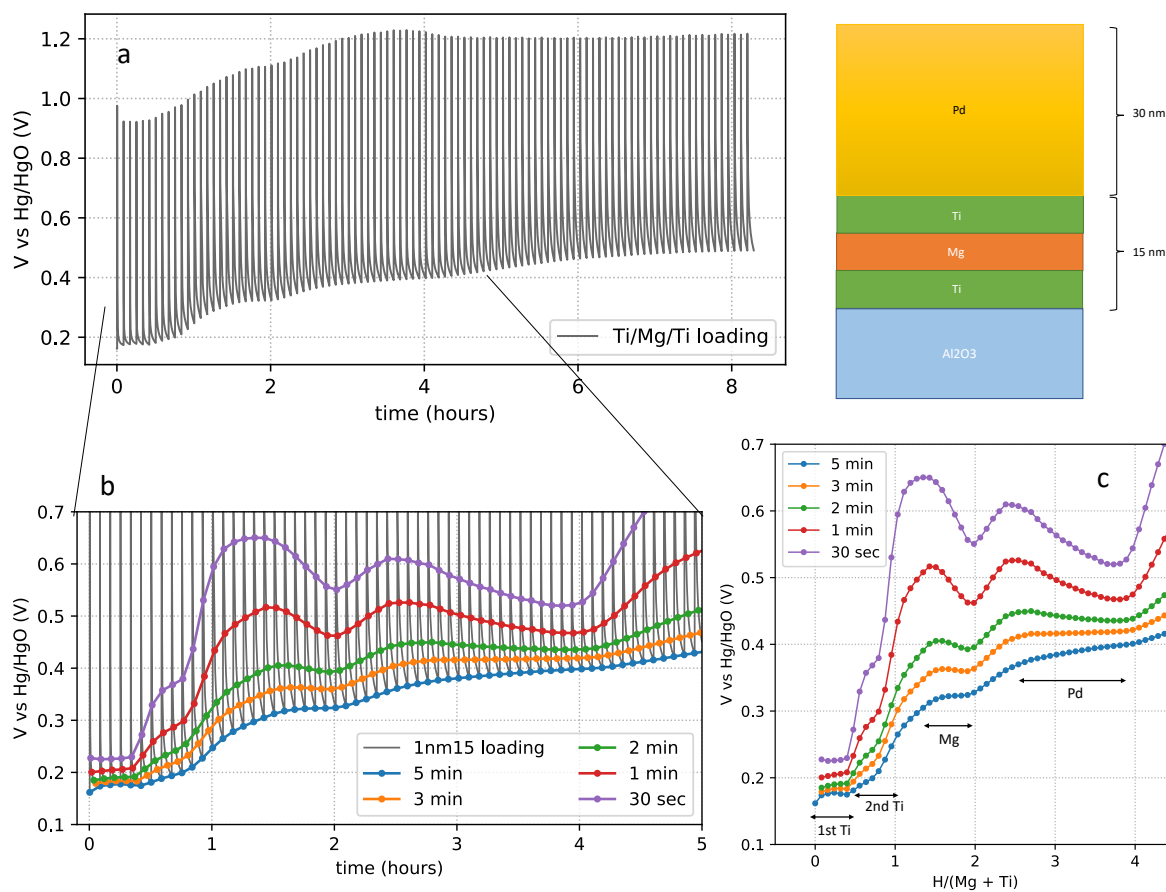 a
1.2
1.0
0.8
0.6
0.4
0.2
V vs Hg/HgO (V)
Ti/Mg/Ti loading
0
2
4
6
8
time (hours)
Pd
30 nm
Ti
Mg
15 nm
Ti
Al2O3
b
0.7
0.6
0.5
0.4
0.3
0.2
0.1
V vs Hg/HgO (V)
1nm15 loading
5 min
3 min
2 min
1 min
30 sec
0
1
2
3
4
5
time (hours)
c
0.7
0.6
0.5
0.4
0.3
0.2
0.1
V vs Hg/HgO (V)
5 min
3 min
2 min
1 min
30 sec
Pd
Mg
2nd Ti
1st Ti
0
1
2
3
4
H/(Mg + Ti)